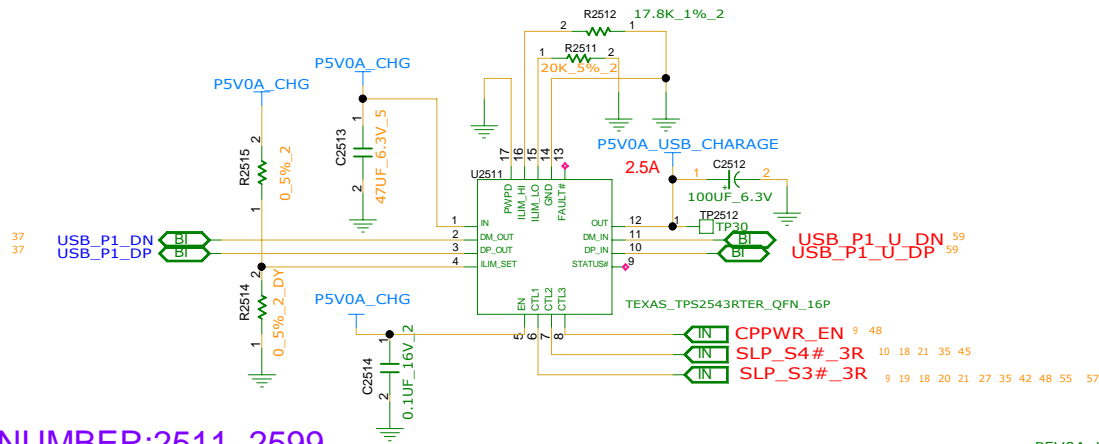 R2512 17.8K_1%_2
2 1
R2511
1 2
20K_5%_2
P5V0A_CHG
P5V0A_CHG
2
R2515
0_5%_2
1
1
C2513
47UF_6.3V_5
2
17 16 15 14 13
U2511
PWPD ILIM_HI ILIM_LO GND FAULT#
P5V0A_USB_CHARAGE
2.5A
C2512
1 2
+
100UF_6.3V
1 IN
2 DM_OUT
3 DP_OUT
4 ILIM_SET
OUT 12
DM_IN 11
DP_IN 10
STATUS# 9
1 TP2512
TP30
37 USB_P1_DN BI
37 USB_P1_DP BI
BI USB_P1_U_DN 59
BI USB_P1_U_DP 59
EN CTL1 CTL2 CTL3
5 6 7 8
TEXAS_TPS2543RTER_QFN_16P
2
R2514
0_5%_2_DY
1
P5V0A_CHG
1
C2514
0.1UF_16V_2
2
IN CPPWR_EN 9 48
IN SLP_S4#_3R 10 18 21 35 45
IN SLP_S3#_3R 9 19 18 20 21 27 35 42 48 55 57
NUMBER:2511-2599